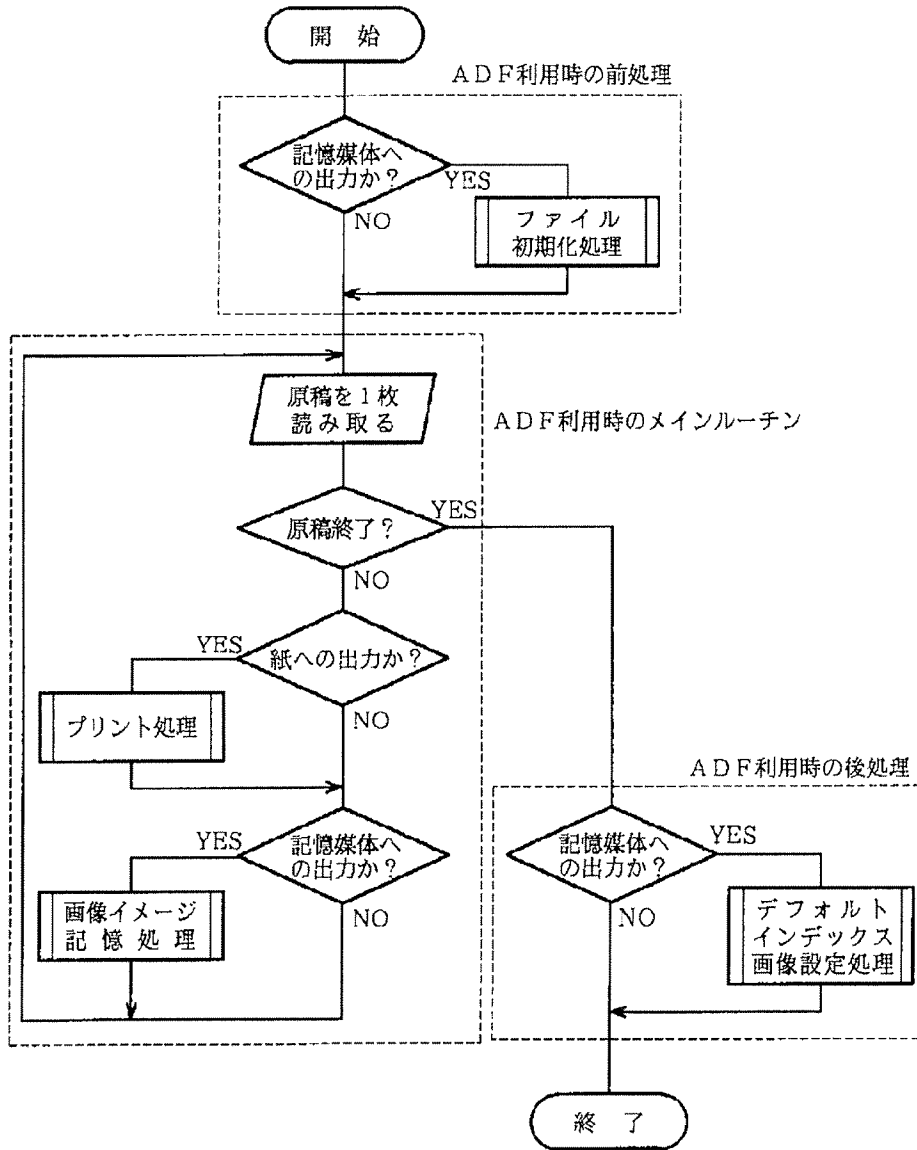 開 始
ADF利用時の前処理
記憶媒体へ
の出力か?
YES
NO
ファイル
初期化処理
原稿を1枚
読み取る
ADF利用時のメインルーチン
原稿終了?
YES
NO
紙への出力か?
YES
NO
プリント処理
ADF利用時の後処理
記憶媒体へ
の出力か?
YES
NO
画像イメージ
記憶処理
記憶媒体へ
の出力か?
YES
NO
デフォルト
インデックス
画像設定処理
終 了